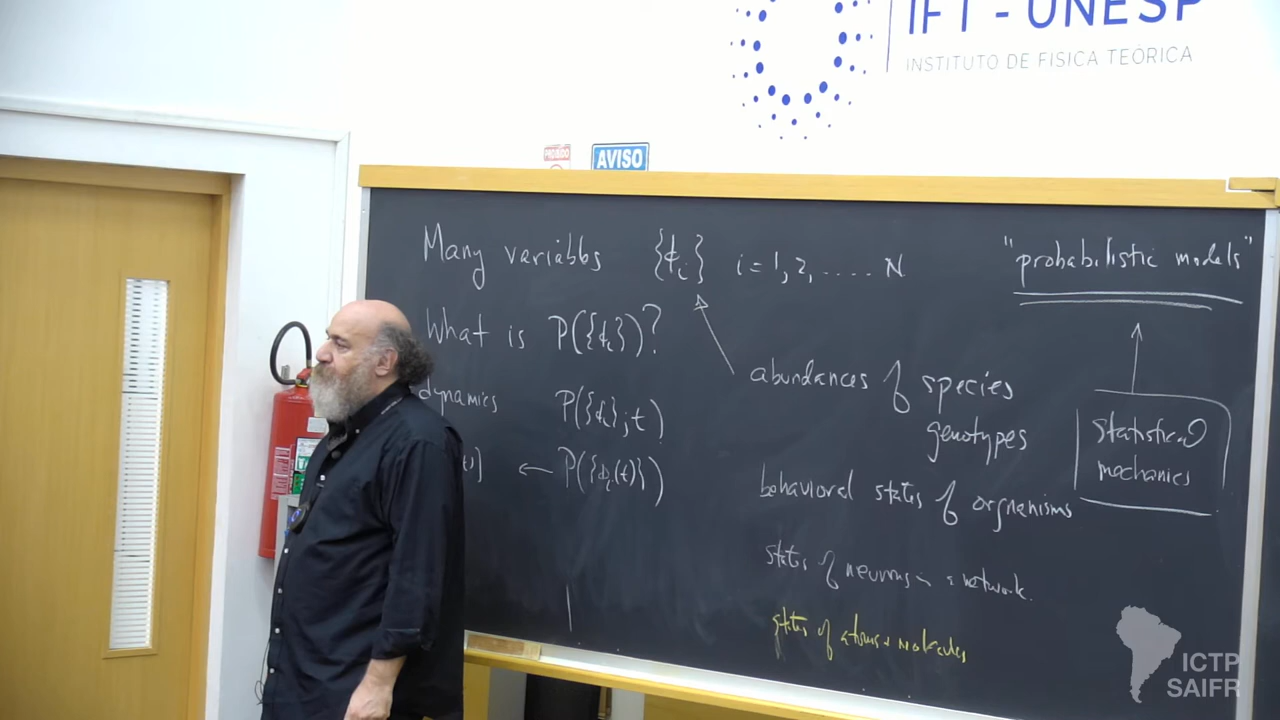 IFT - UNESP
INSTITUTO DE FISICA TEÓRICA
AVISO
Many variables {ϕᵢ} i = 1, 2, ..... N
"probabilistic models"
What is P({ϕᵢ})?
dynamics P({ϕᵢ};t)
← P({ϕᵢ(t)})
abundances of species
genotypes
behavioral states of orgnanisms
states of neurons in a network.
states of atoms + molecules
statistical
mechanics
ICTP
SAIFR